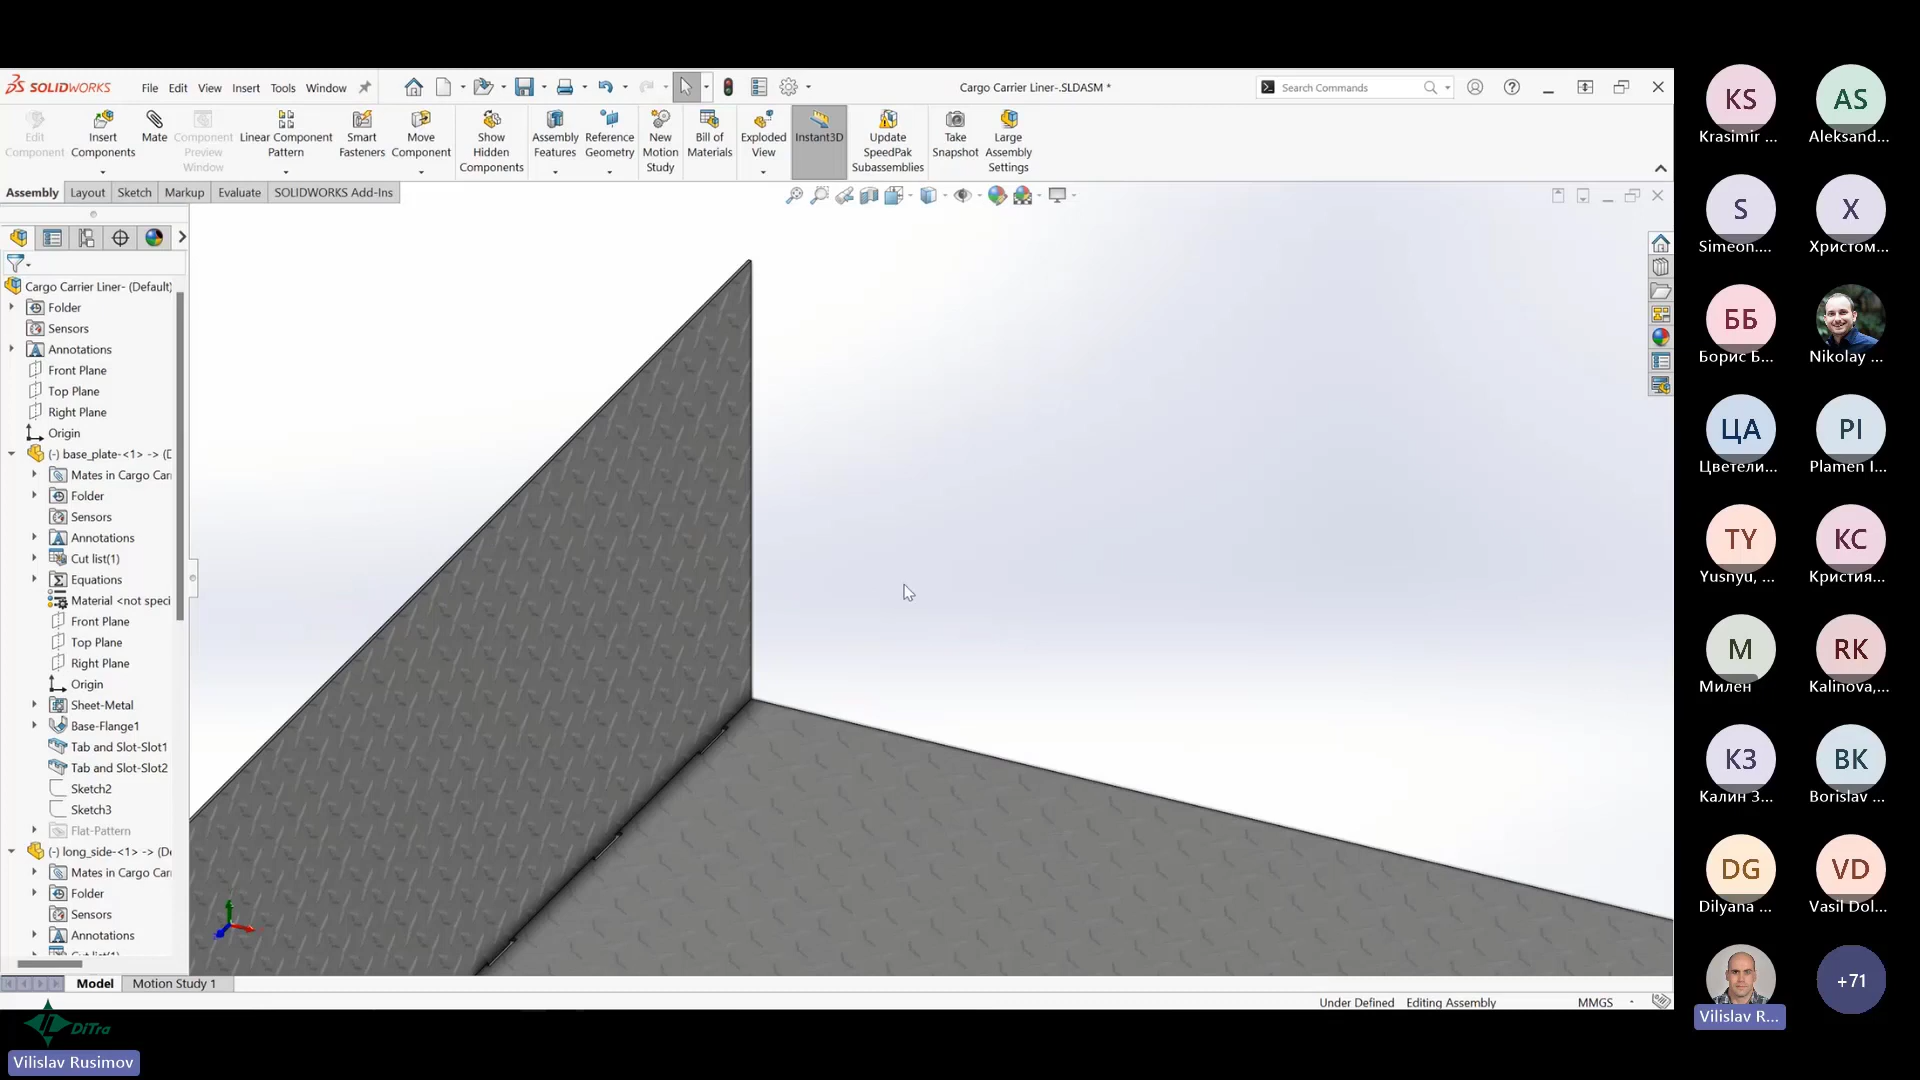 SOLIDWORKS
File Edit View Insert Tools Window
Cargo Carrier Liner-.SLDASM *
Search Commands
Edit Component
Insert Components
Mate
Component Preview Window
Linear Component Pattern
Smart Fasteners
Move Component
Show Hidden Components
Assembly Features
Reference Geometry
New Motion Study
Bill of Materials
Exploded View
Instant3D
Update SpeedPak Subassemblies
Take Snapshot
Large Assembly Settings
Assembly Layout Sketch Markup Evaluate SOLIDWORKS Add-Ins
Cargo Carrier Liner- (Default)
Folder
Sensors
Annotations
Front Plane
Top Plane
Right Plane
Origin
(-) base_plate-<1> -> (D
Mates in Cargo Carr
Folder
Sensors
Annotations
Cut list(1)
Equations
Material <not speci
Front Plane
Top Plane
Right Plane
Origin
Sheet-Metal
Base-Flange1
Tab and Slot-Slot1
Tab and Slot-Slot2
Sketch2
Sketch3
Flat-Pattern
(-) long_side-<1> -> (De
Mates in Cargo Carr
Folder
Sensors
Annotations
Model Motion Study 1
Under Defined Editing Assembly MMGS
DiTra
Vilislav Rusimov
KS AS
Krasimir ... Aleksand...
S X
Simeon.... Христом...
ББ
Борис Б... Nikolay ...
ЦА PI
Цветели... Plamen I...
TY КС
Yusnyu, ... Кристия...
М RK
Милен Kalinova,...
КЗ BK
Калин З... Borislav ...
DG VD
Dilyana ... Vasil Dol...
+71
Vilislav R...